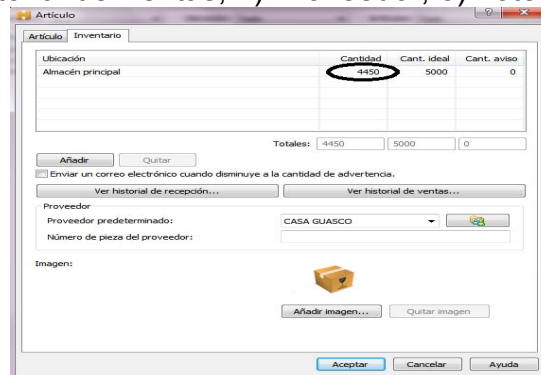 Artículo
Artículo Inventario
Ubicación Cantidad Cant. ideal Cant. aviso
Almacén principal 4450 5000 0
Totales: 4450 5000 0
Añadir Quitar
Enviar un correo electrónico cuando disminuye a la cantidad de advertencia.
Ver historial de recepción... Ver historial de ventas...
Proveedor
Proveedor predeterminado: CASA GUASCO
Número de pieza del proveedor:
Imagen:
Añadir imagen... Quitar imagen
Aceptar Cancelar Ayuda